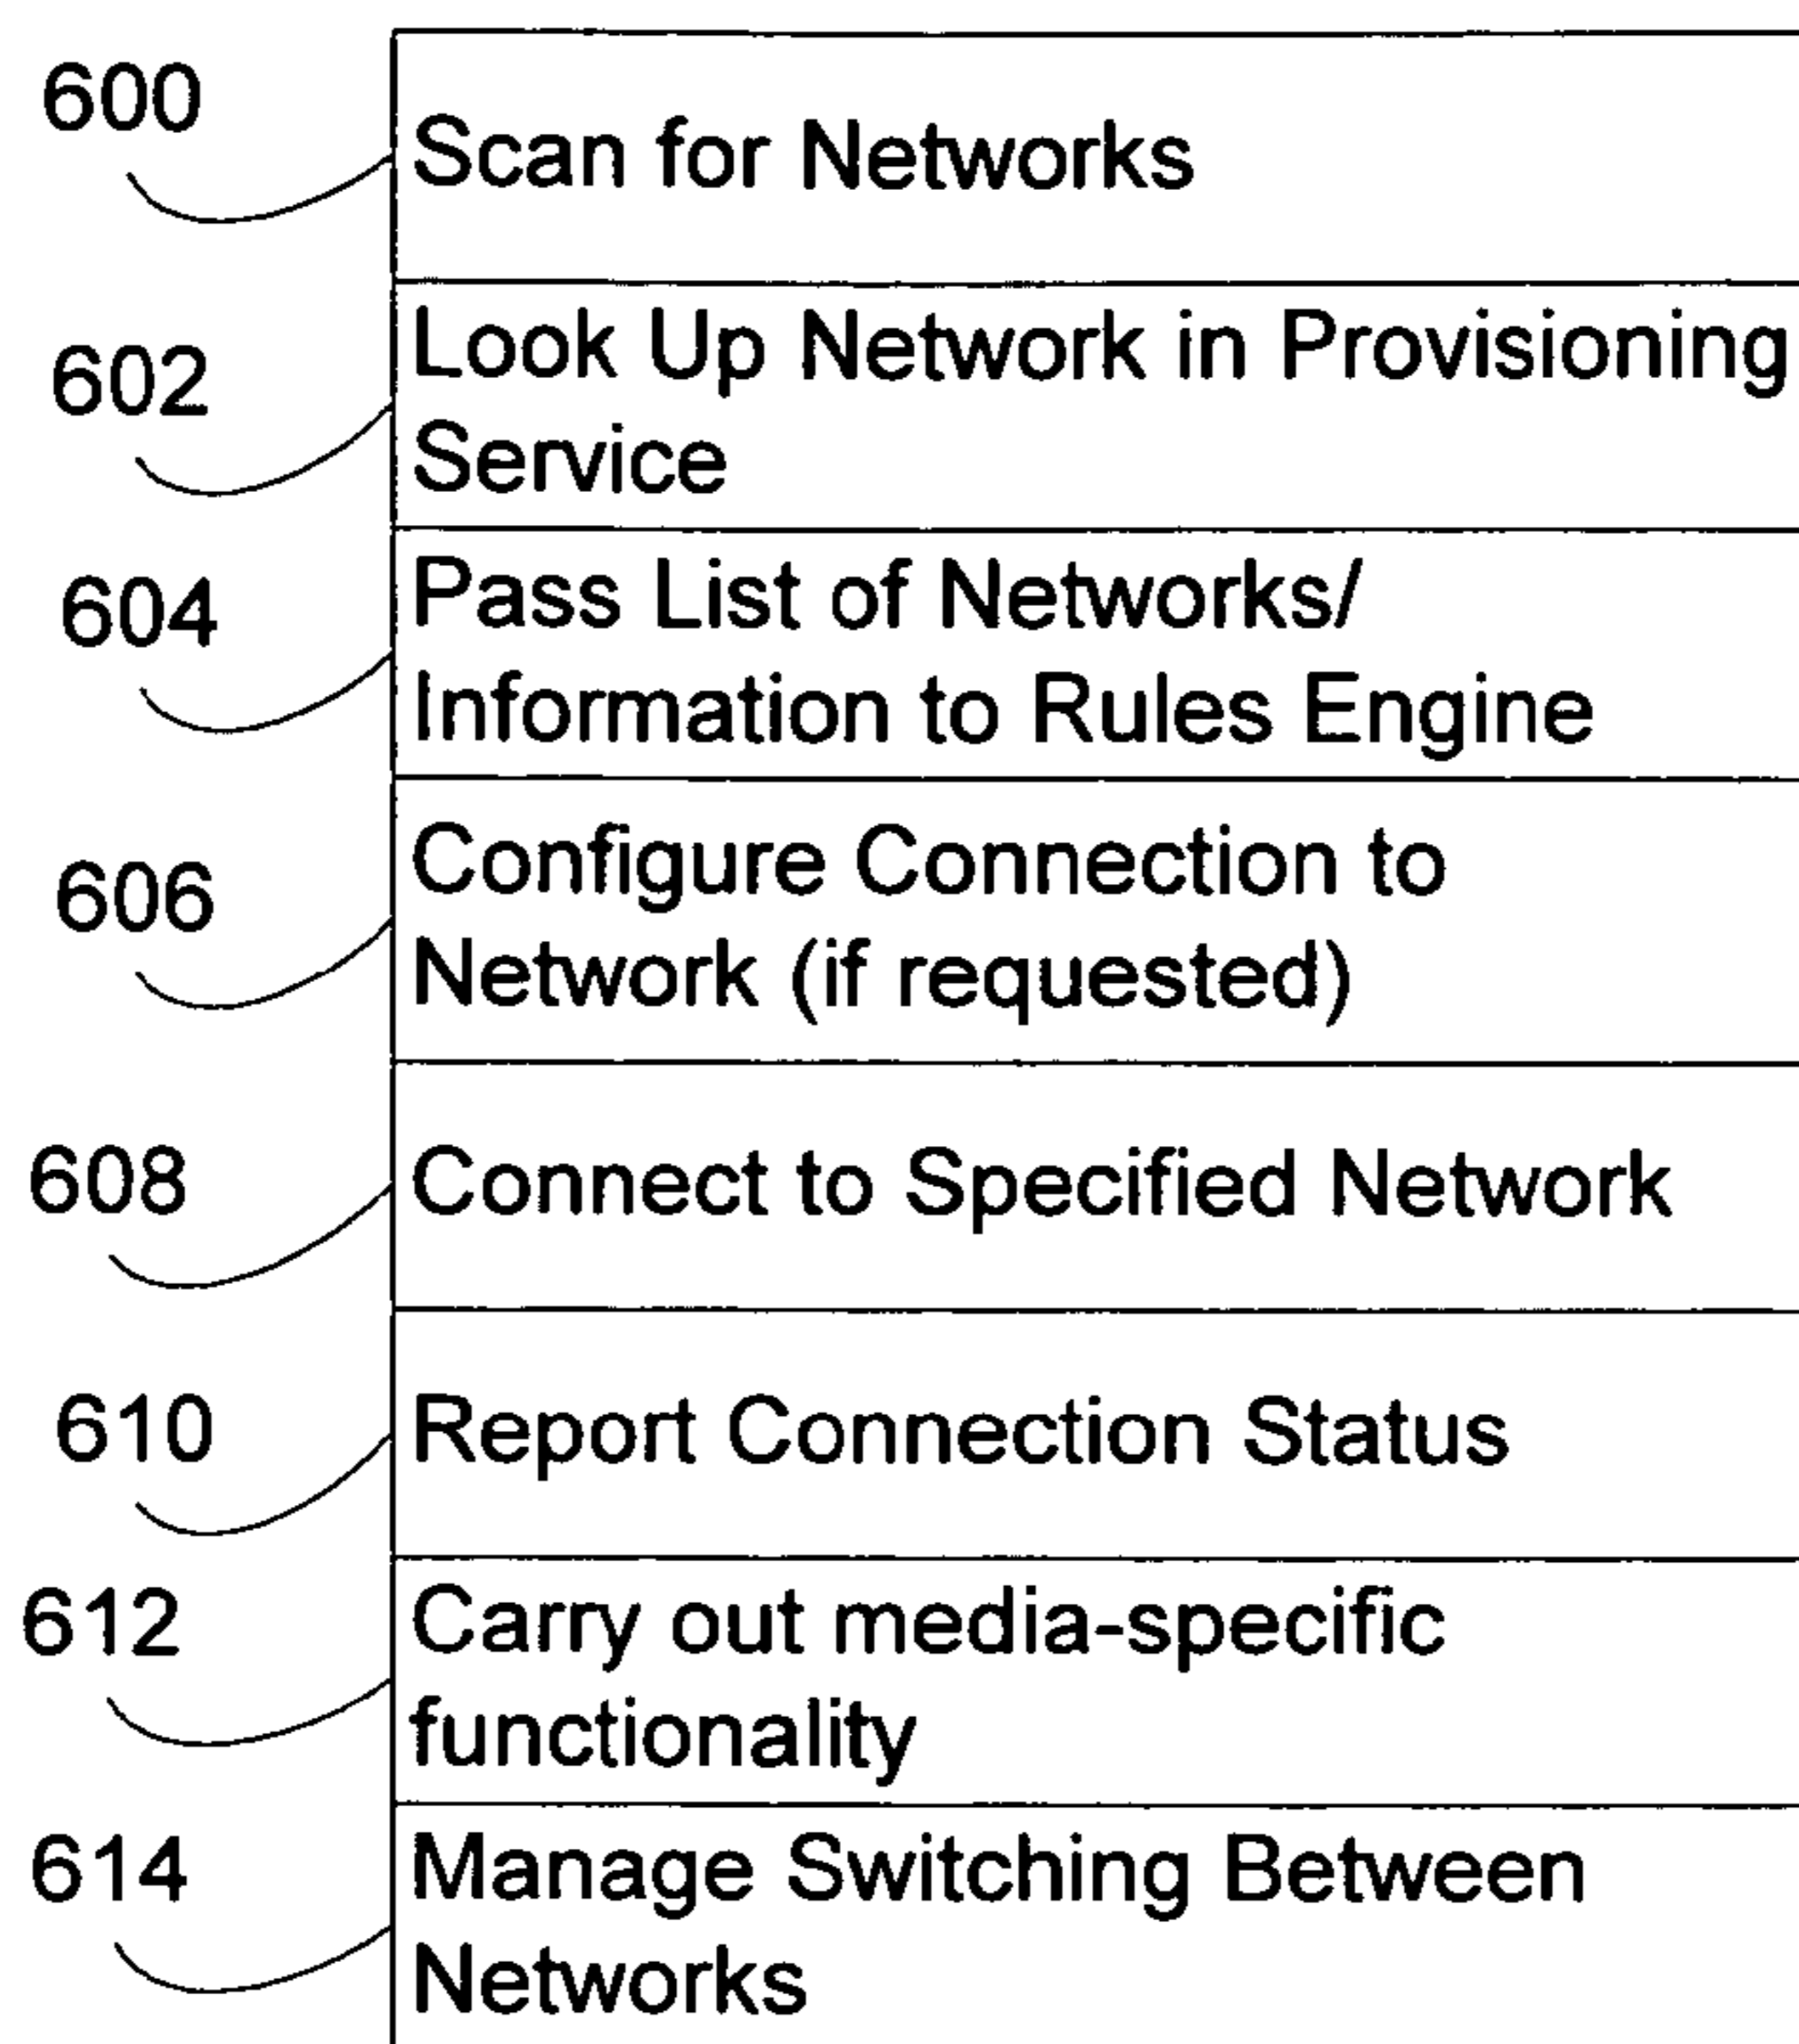 600
Scan for Networks
602
Look Up Network in Provisioning
Service
604
Pass List of Networks/
Information to Rules Engine
606
Configure Connection to
Network (if requested)
608
Connect to Specified Network
610
Report Connection Status
612
Carry out media-specific
functionality
614
Manage Switching Between
Networks